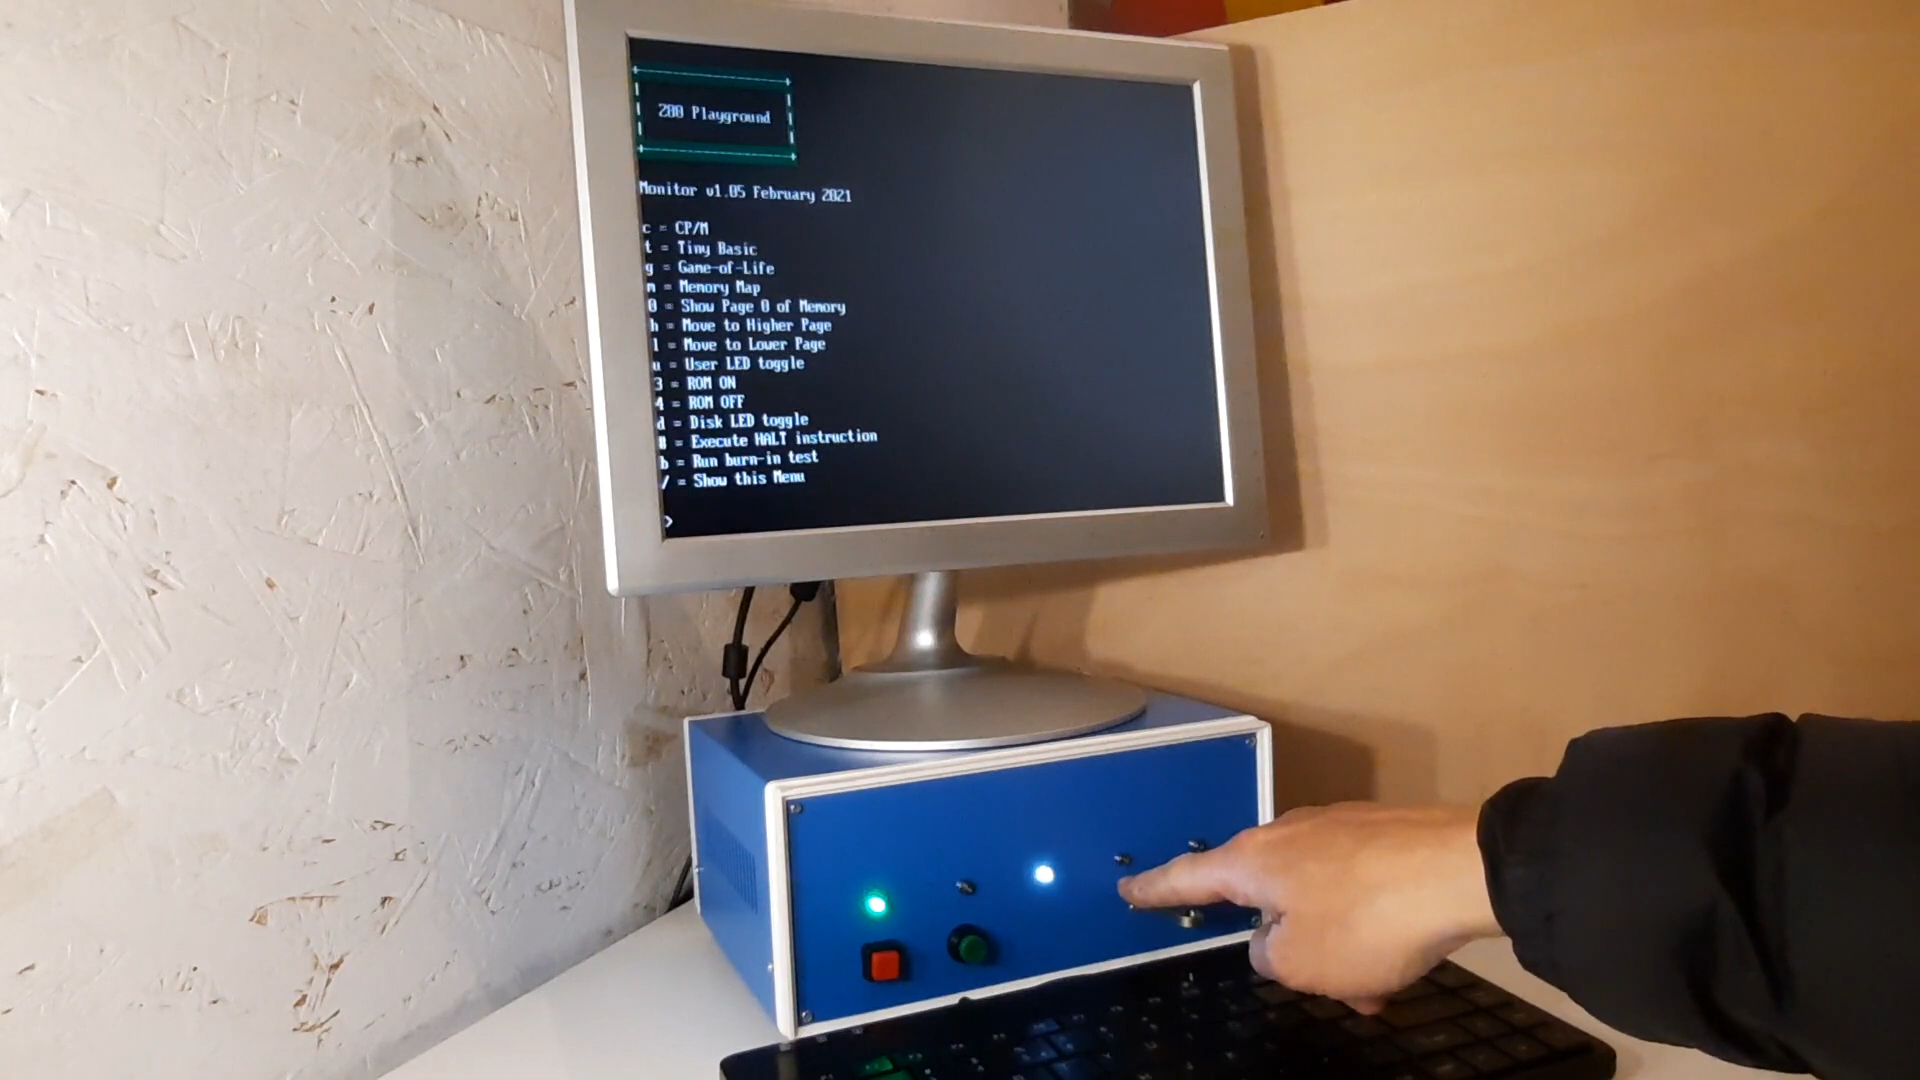 Z80 Playground
Monitor v1.05 February 2021
c = CP/M
t = Tiny Basic
g = Game-of-Life
m = Memory Map
0 = Show Page 0 of Memory
h = Move to Higher Page
l = Move to Lower Page
u = User LED toggle
3 = ROM ON
4 = ROM OFF
d = Disk LED toggle
# = Execute HALT instruction
b = Run burn-in test
/ = Show this Menu
>